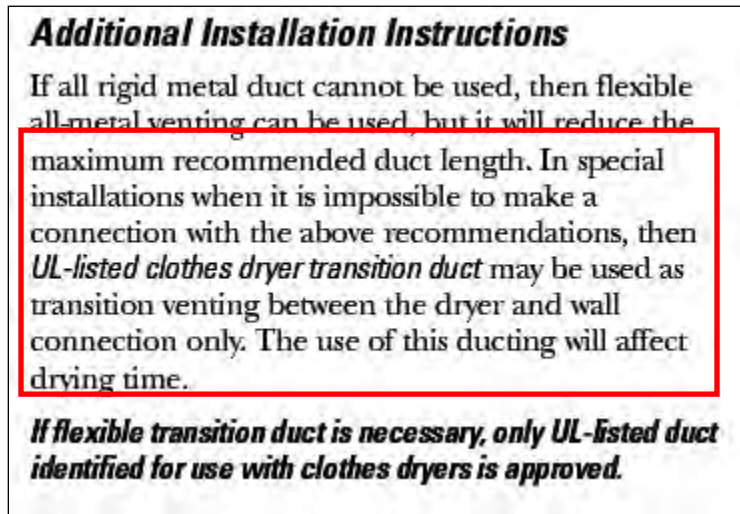 Additional Installation Instructions
If all rigid metal duct cannot be used, then flexible
all-metal venting can be used, but it will reduce the
maximum recommended duct length. In special
installations when it is impossible to make a
connection with the above recommendations, then
UL-listed clothes dryer transition duct may be used as
transition venting between the dryer and wall
connection only. The use of this ducting will affect
drying time.
If flexible transition duct is necessary, only UL-listed duct
identified for use with clothes dryers is approved.